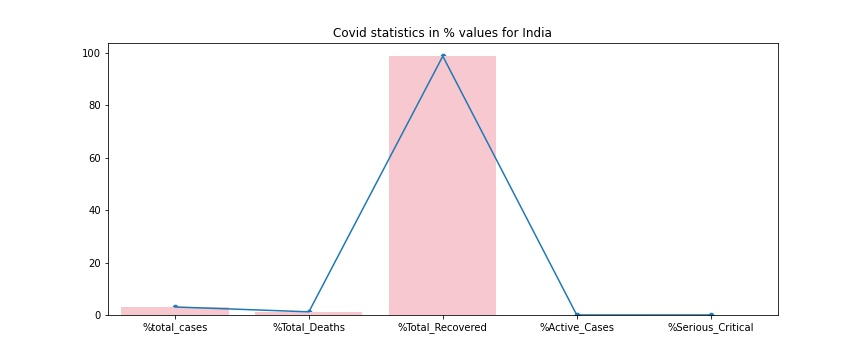 Covid statistics in % values for India
100
80
60
40
20
0
%total_cases
%Total_Deaths
%Total_Recovered
%Active_Cases
%Serious_Critical